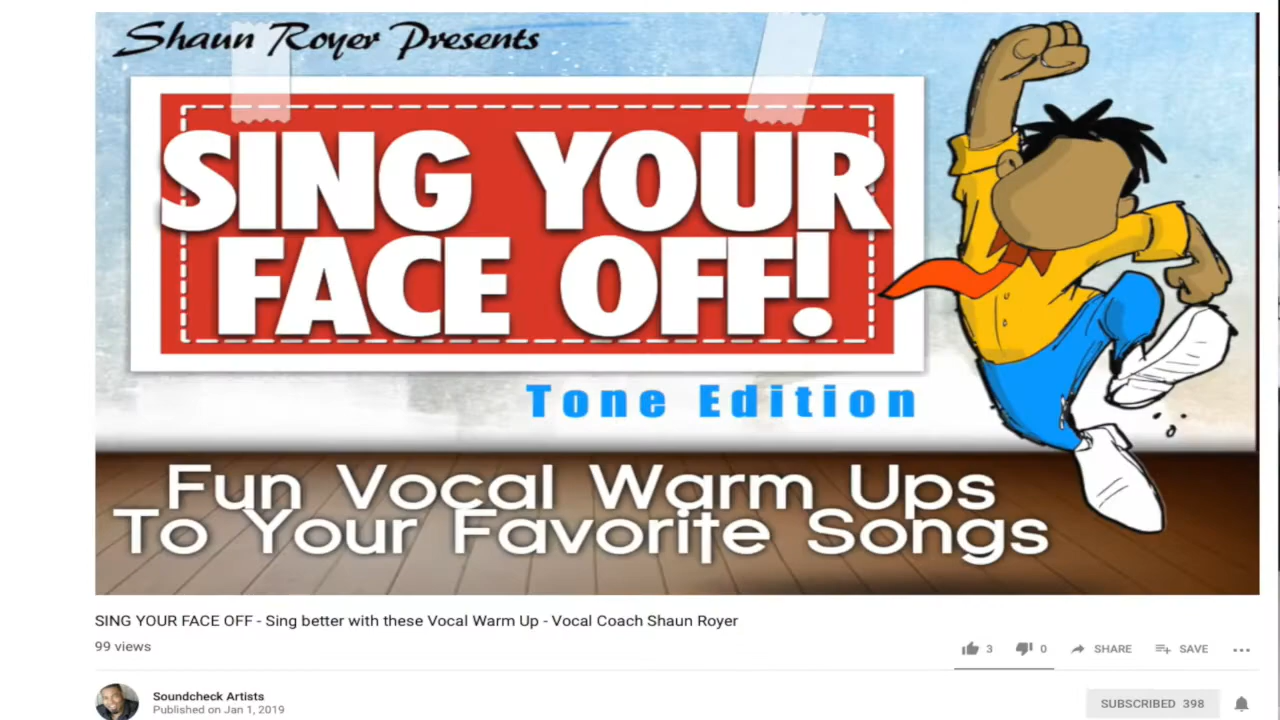 Shaun Royer Presents
SING YOUR
FACE OFF!
Tone Edition
Fun Vocal Warm Ups
To Your Favorite Songs
SING YOUR FACE OFF - Sing better with these Vocal Warm Up - Vocal Coach Shaun Royer
99 views
3 0 SHARE SAVE
Soundcheck Artists
Published on Jan 1, 2019
SUBSCRIBED 398